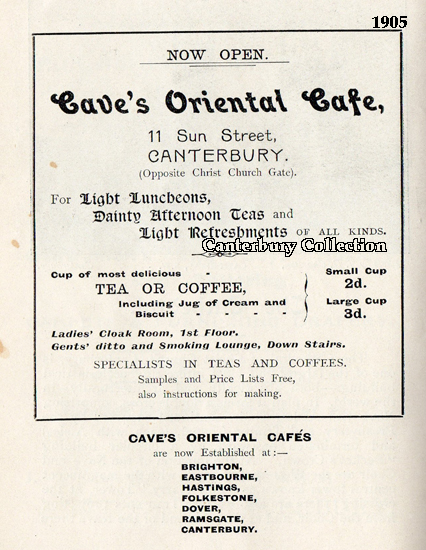 1905
NOW OPEN.
Cave's Oriental Cafe,
11 Sun Street,
CANTERBURY.
(Opposite Christ Church Gate).
For Light Luncheons,
Dainty Afternoon Teas and
Light Refreshments OF ALL KINDS.
Canterbury Collection
Cup of most delicious -
TEA OR COFFEE,
Including Jug of Cream and
Biscuit - - - - -
Small Cup
2d.
Large Cup
3d.
Ladies' Cloak Room, 1st Floor.
Gents' ditto and Smoking Lounge, Down Stairs.
SPECIALISTS IN TEAS AND COFFEES.
Samples and Price Lists Free,
also instructions for making.
CAVE'S ORIENTAL CAFÉS
are now Established at:—
BRIGHTON,
EASTBOURNE,
HASTINGS,
FOLKESTONE,
DOVER,
RAMSGATE,
CANTERBURY.